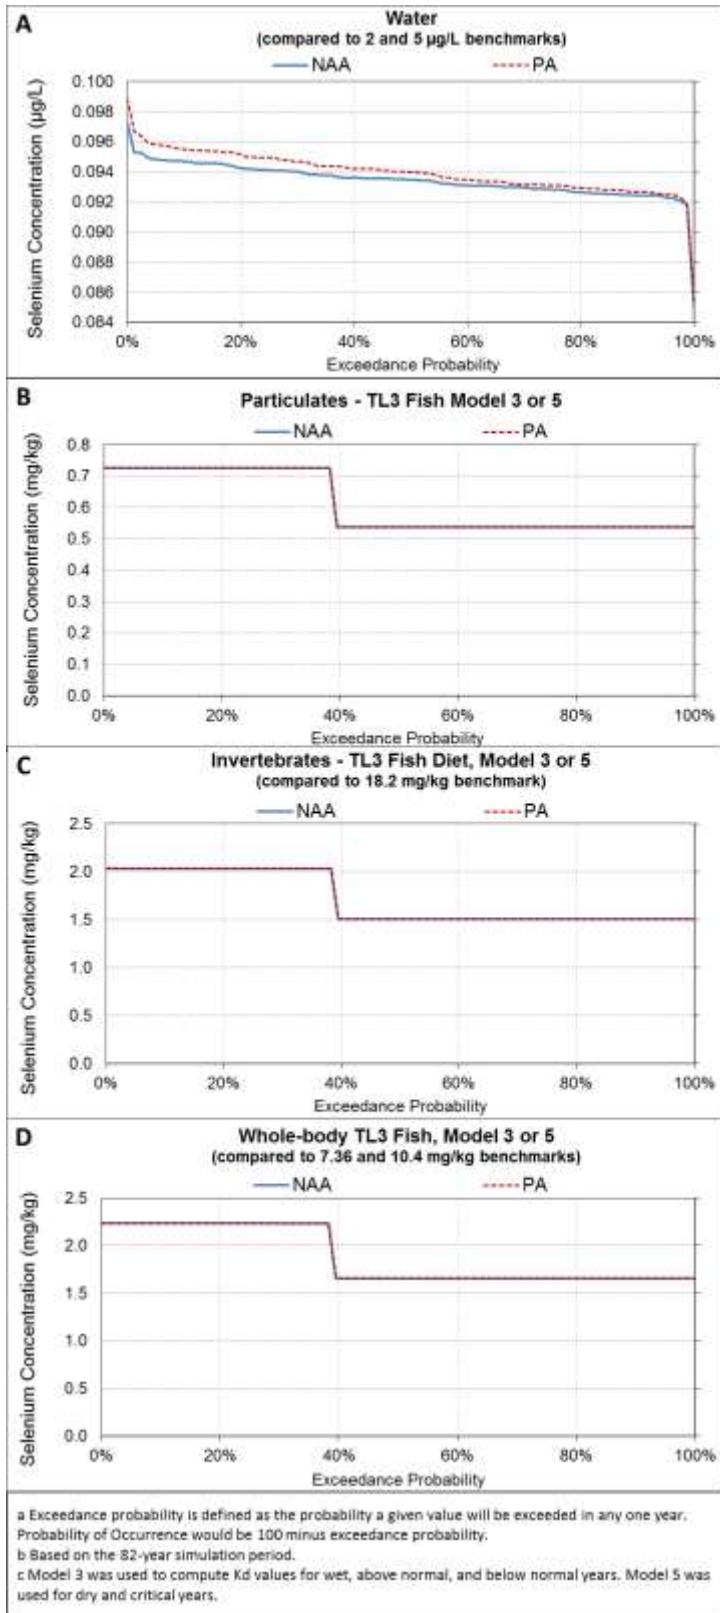 A
Water
(compared to 2 and 5 µg/L benchmarks)
NAA PA
Selenium Concentration (µg/L)
0.100
0.098
0.096
0.094
0.092
0.090
0.088
0.086
0.084
0% 20% 40% 60% 80% 100%
Exceedance Probability
B
Particulates - TL3 Fish Model 3 or 5
NAA PA
Selenium Concentration (mg/kg)
0.8
0.7
0.6
0.5
0.4
0.3
0.2
0.1
0.0
0% 20% 40% 60% 80% 100%
Exceedance Probability
C
Invertebrates - TL3 Fish Diet, Model 3 or 5
(compared to 18.2 mg/kg benchmark)
NAA PA
Selenium Concentration (mg/kg)
2.5
2.0
1.5
1.0
0.5
0.0
0% 20% 40% 60% 80% 100%
Exceedance Probability
D
Whole-body TL3 Fish, Model 3 or 5
(compared to 7.36 and 10.4 mg/kg benchmarks)
NAA PA
Selenium Concentration (mg/kg)
2.5
2.0
1.5
1.0
0.5
0.0
0% 20% 40% 60% 80% 100%
Exceedance Probability
a Exceedance probability is defined as the probability a given value will be exceeded in any one year.
Probability of Occurrence would be 100 minus exceedance probability.
b Based on the 82-year simulation period.
c Model 3 was used to compute Kd values for wet, above normal, and below normal years. Model 5 was
used for dry and critical years.